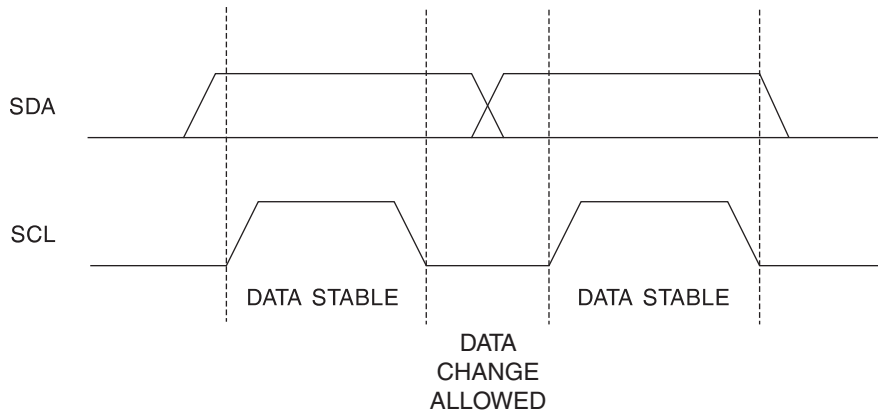 SDA
SCL
DATA STABLE
DATA STABLE
DATA
CHANGE
ALLOWED